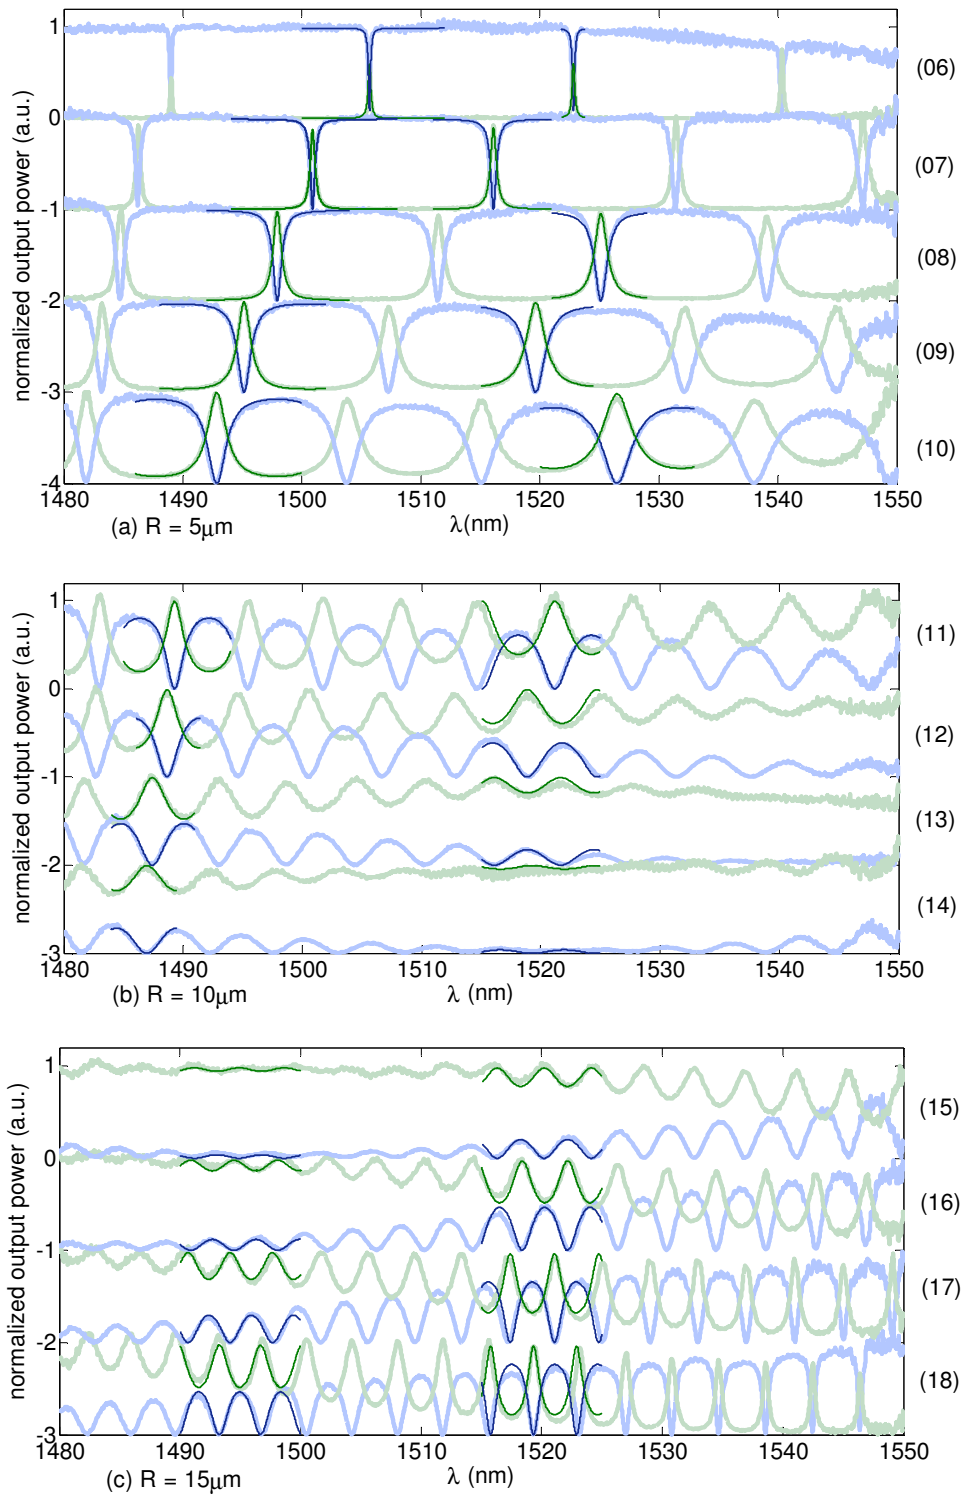 1
0
-1
-2
-3
-4
normalized output power (a.u.)
(06)
(07)
(08)
(09)
(10)
1480 1490 1500 1510 1520 1530 1540 1550
(a) R = 5μm
λ(nm)
1
0
-1
-2
-3
normalized output power (a.u.)
(11)
(12)
(13)
(14)
1480 1490 1500 1510 1520 1530 1540 1550
(b) R = 10μm
λ (nm)
1
0
-1
-2
-3
normalized output power (a.u.)
(15)
(16)
(17)
(18)
1480 1490 1500 1510 1520 1530 1540 1550
(c) R = 15μm
λ (nm)